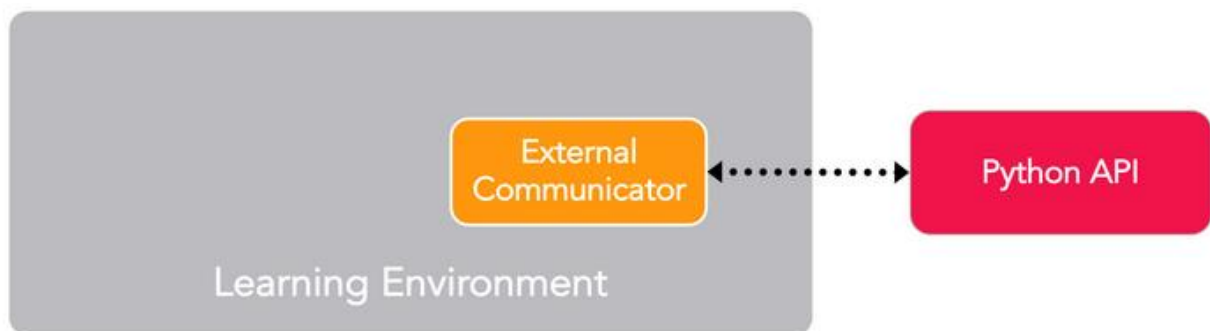 External
Communicator
Python API
Learning Environment